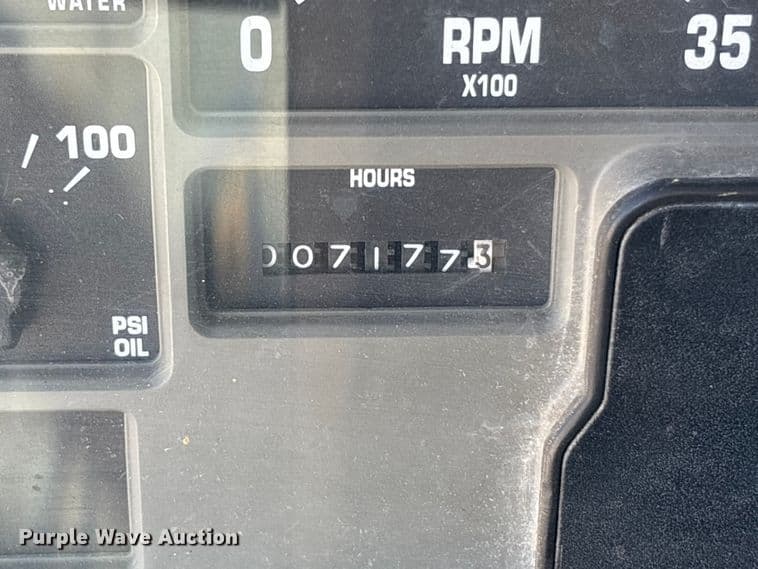 WATER
0 RPM 35
X100
100
HOURS
0071773
PSI
OIL
Purple Wave Auction